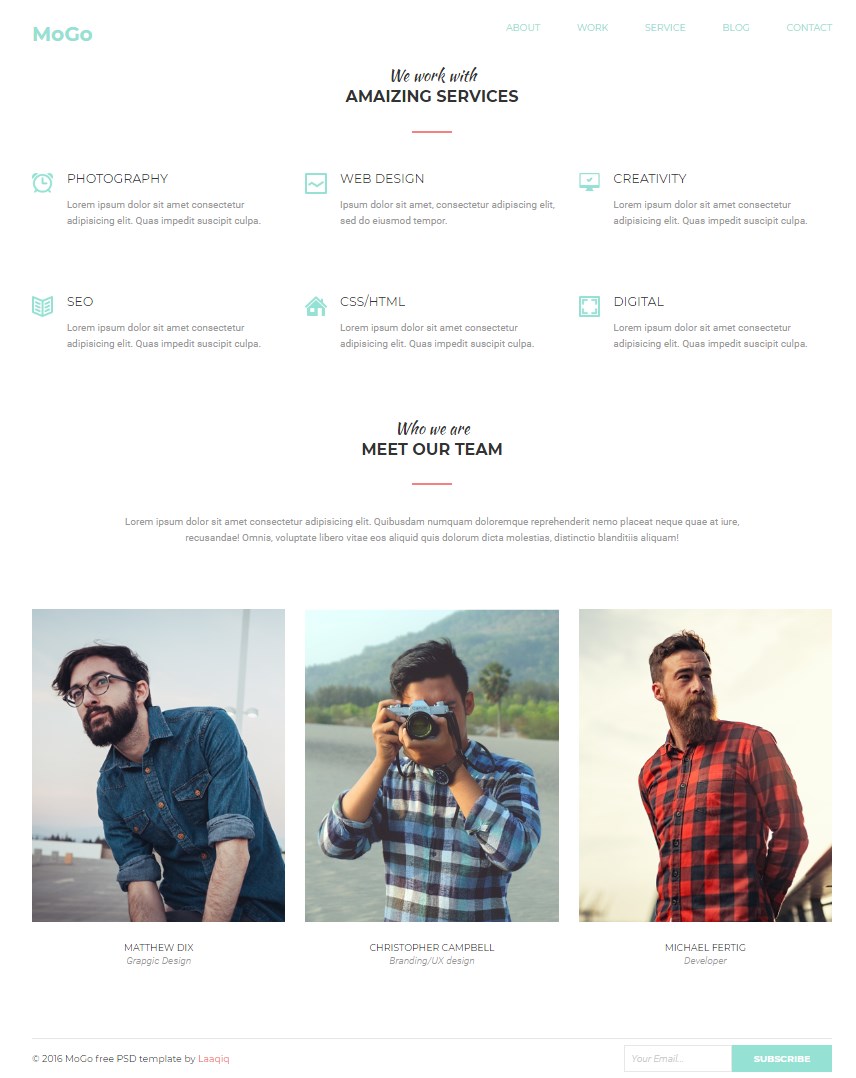 MoGo
ABOUT WORK SERVICE BLOG CONTACT
We work with
AMAIZING SERVICES
PHOTOGRAPHY
Lorem ipsum dolor sit amet consectetur
adipisicing elit. Quas impedit suscipit culpa.
WEB DESIGN
Ipsum dolor sit amet, consectetur adipiscing elit,
sed do eiusmod tempor.
CREATIVITY
Lorem ipsum dolor sit amet consectetur
adipisicing elit. Quas impedit suscipit culpa.
SEO
Lorem ipsum dolor sit amet consectetur
adipisicing elit. Quas impedit suscipit culpa.
CSS/HTML
Lorem ipsum dolor sit amet consectetur
adipisicing elit. Quas impedit suscipit culpa.
DIGITAL
Lorem ipsum dolor sit amet consectetur
adipisicing elit. Quas impedit suscipit culpa.
Who we are
MEET OUR TEAM
Lorem ipsum dolor sit amet consectetur adipisicing elit. Quibusdam numquam doloremque reprehenderit nemo placeat neque quae at iure,
recusandae! Omnis, voluptate libero vitae eos aliquid quis dolorum dicta molestias, distinctio blanditiis aliquam!
MATTHEW DIX
Grapgic Design
CHRISTOPHER CAMPBELL
Branding/UX design
MICHAEL FERTIG
Developer
© 2016 MoGo free PSD template by Laaqiq
Your Email...
SUBSCRIBE